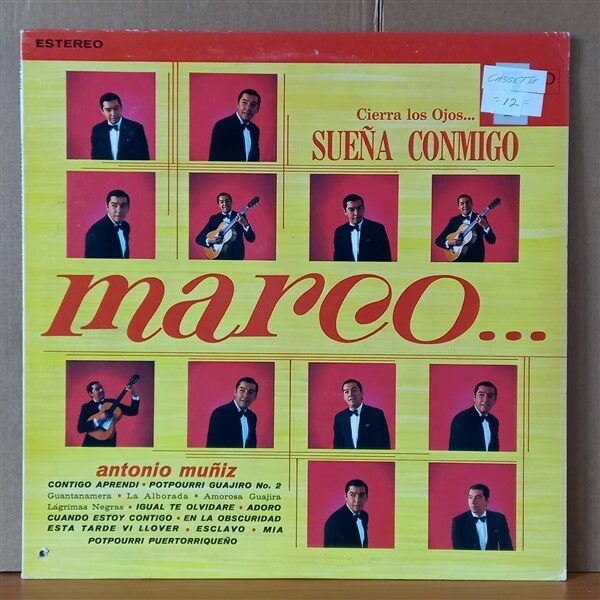 ESTEREO
CASSETTE
= 12 =
Cierra los Ojos...
SUEÑA CONMIGO
marco...
antonio muñiz
CONTIGO APRENDI • POTPOURRI GUAJIRO No. 2
Guantanamera • La Alborada • Amorosa Guajira
Lágrimas Negras • IGUAL TE OLVIDARE • ADORO
CUANDO ESTOY CONTIGO • EN LA OBSCURIDAD
ESTA TARDE VI LLOVER • ESCLAVO • MIA
POTPOURRI PUERTORRIQUEÑO